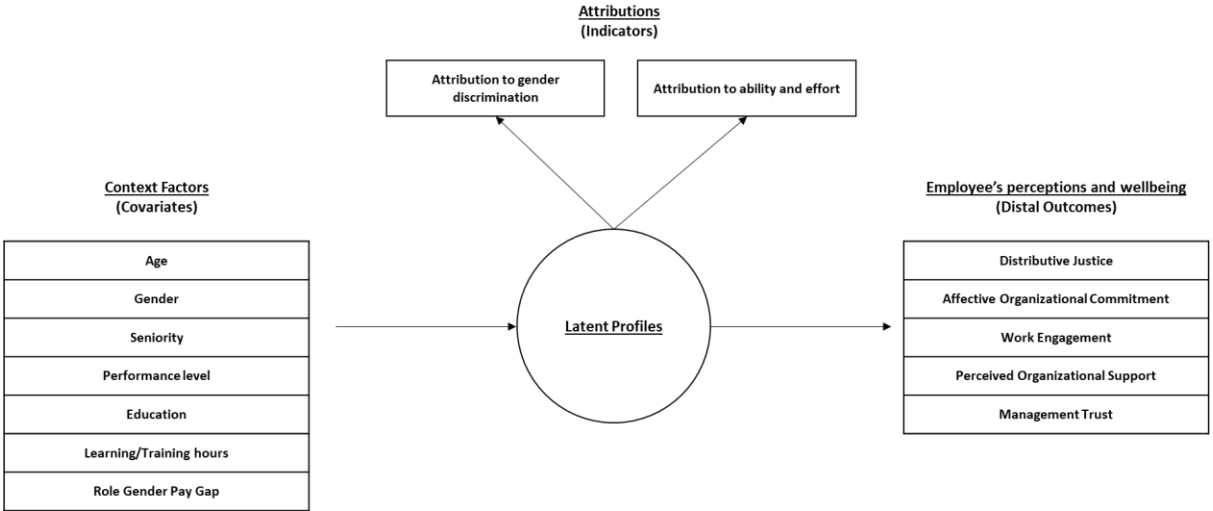 Attributions
(Indicators)
Attribution to gender
discrimination
Attribution to ability and effort
Context Factors
(Covariates)
Age
Gender
Seniority
Performance level
Education
Learning/Training hours
Role Gender Pay Gap
Latent Profiles
Employee's perceptions and wellbeing
(Distal Outcomes)
Distributive Justice
Affective Organizational Commitment
Work Engagement
Perceived Organizational Support
Management Trust